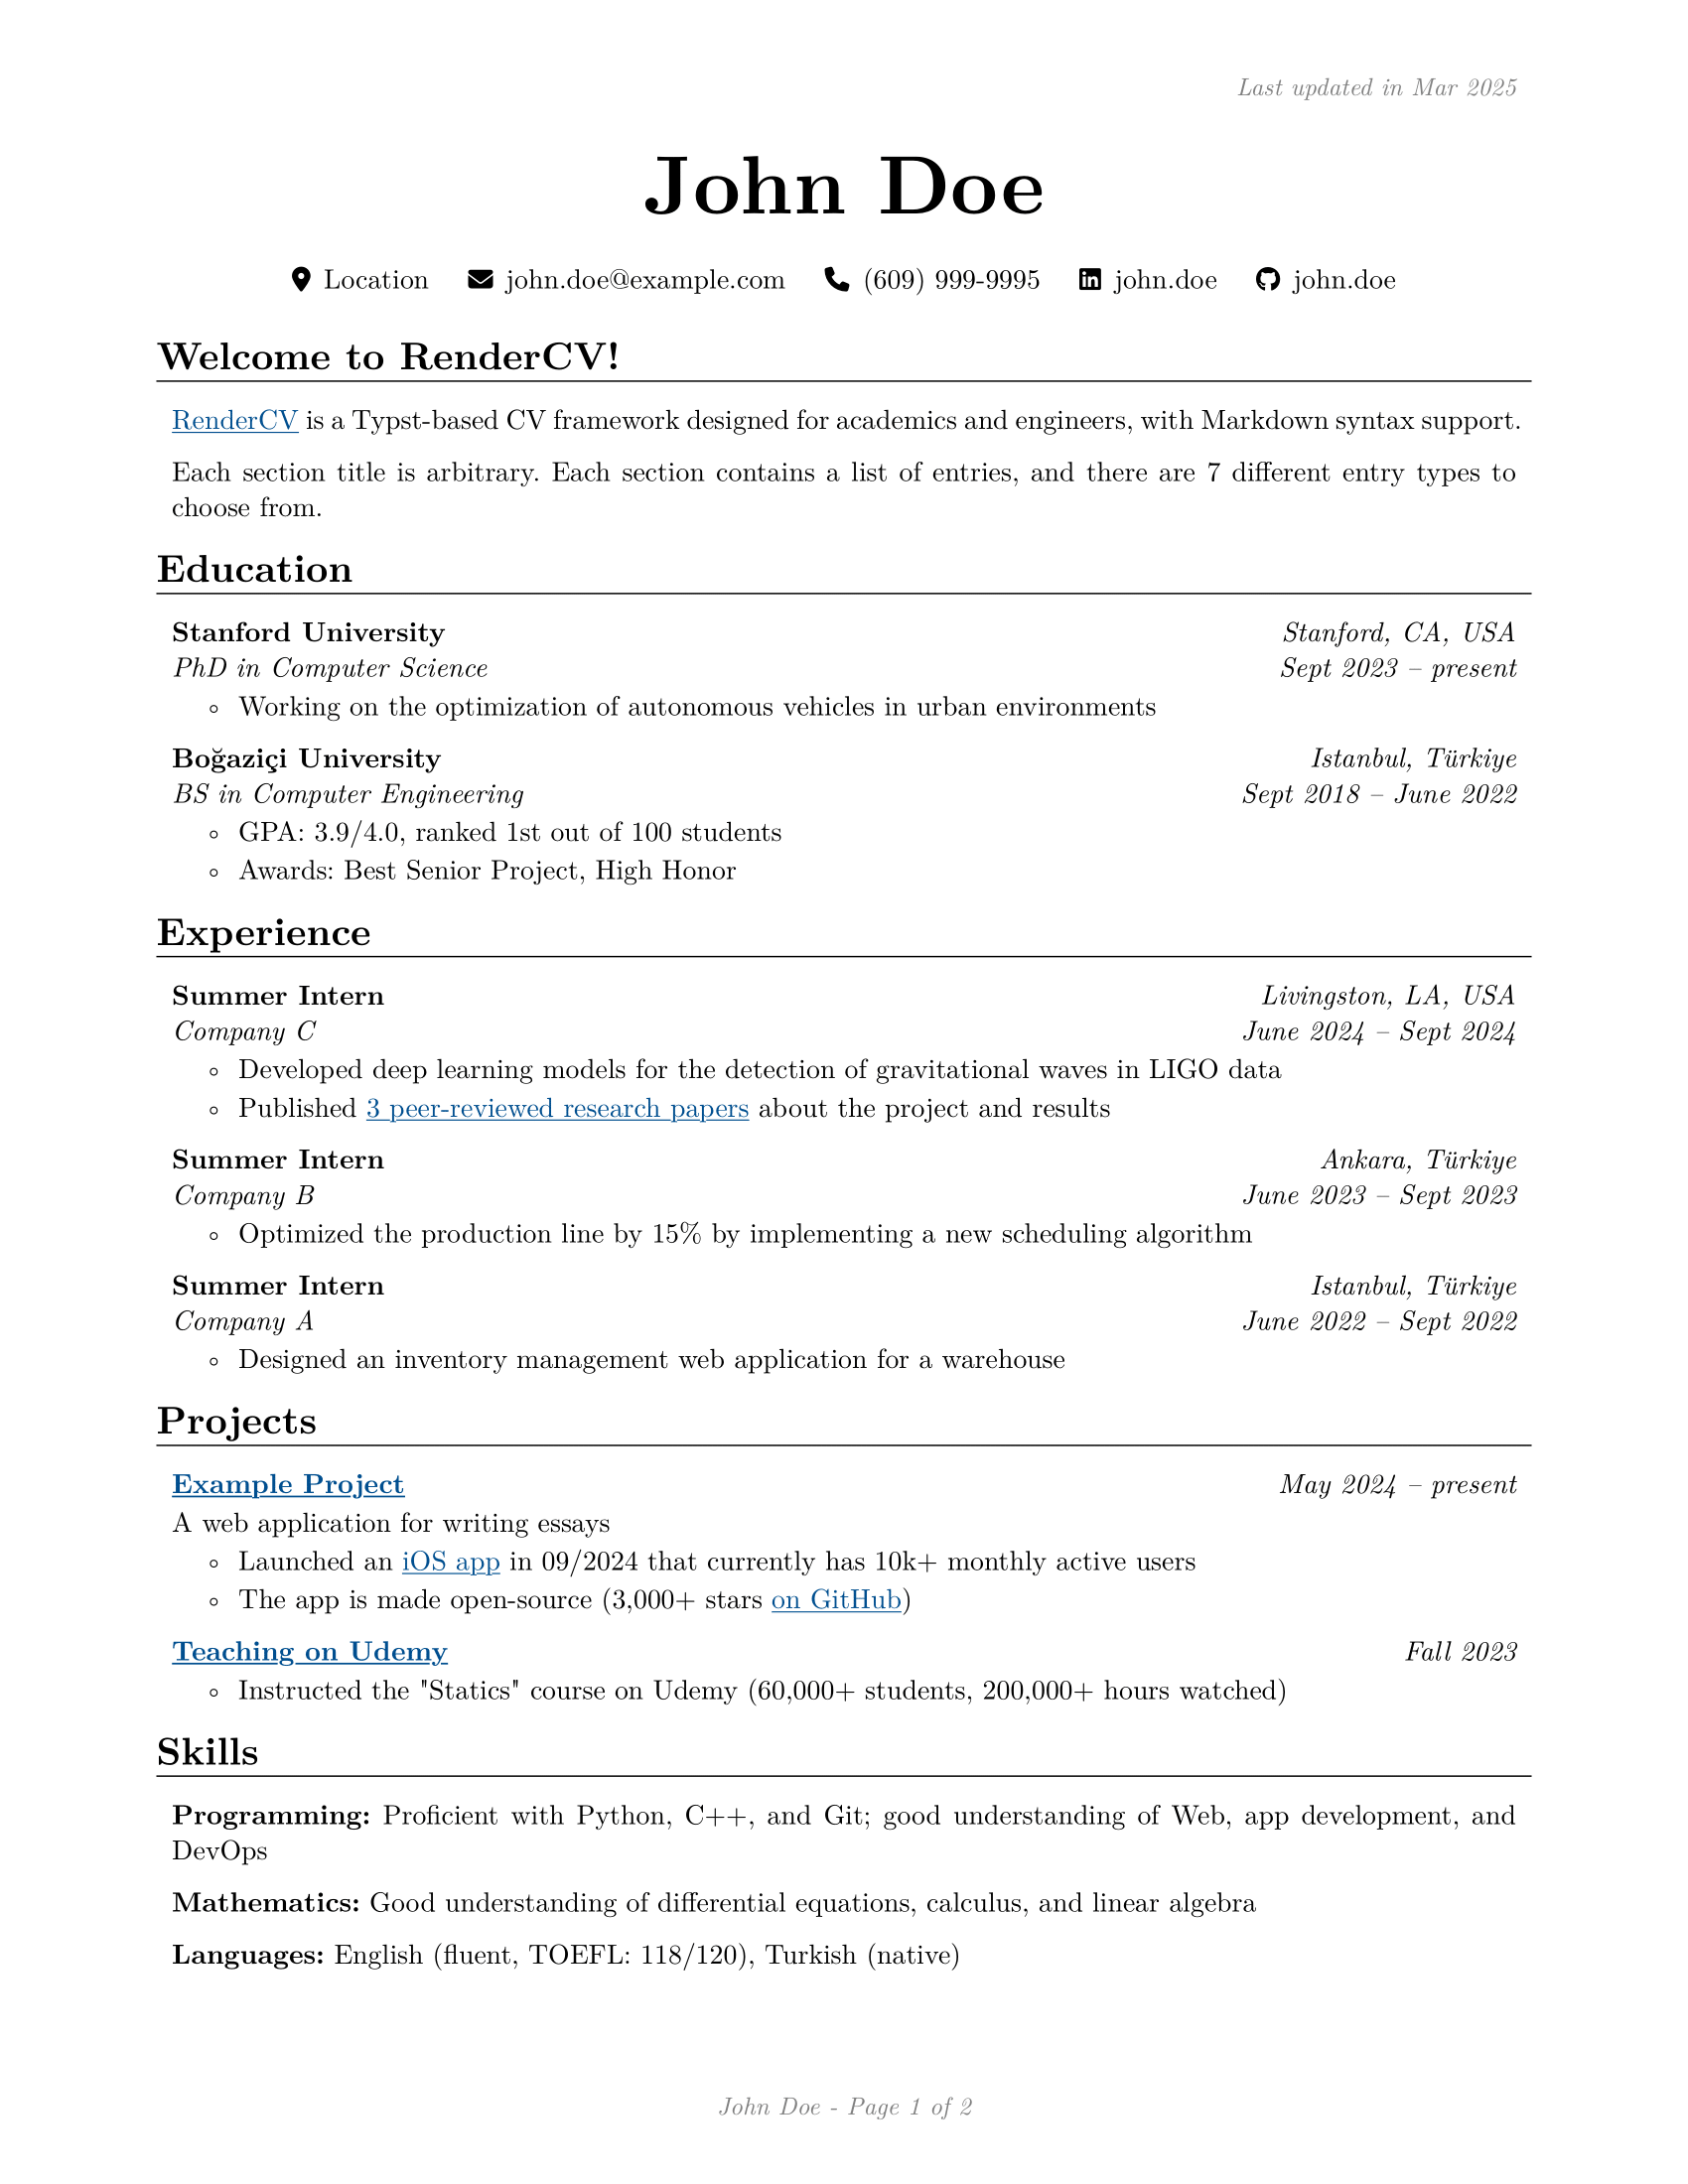 Last updated in Mar 2025
John Doe
Location john.doe@example.com (609) 999-9995 john.doe john.doe
Welcome to RenderCV!
RenderCV is a Typst-based CV framework designed for academics and engineers, with Markdown syntax support.
Each section title is arbitrary. Each section contains a list of entries, and there are 7 different entry types to
choose from.
Education
Stanford University Stanford, CA, USA
PhD in Computer Science Sept 2023 – present
◦ Working on the optimization of autonomous vehicles in urban environments
Boğaziçi University Istanbul, Türkiye
BS in Computer Engineering Sept 2018 – June 2022
◦ GPA: 3.9/4.0, ranked 1st out of 100 students
◦ Awards: Best Senior Project, High Honor
Experience
Summer Intern Livingston, LA, USA
Company C June 2024 – Sept 2024
◦ Developed deep learning models for the detection of gravitational waves in LIGO data
◦ Published 3 peer-reviewed research papers about the project and results
Summer Intern Ankara, Türkiye
Company B June 2023 – Sept 2023
◦ Optimized the production line by 15% by implementing a new scheduling algorithm
Summer Intern Istanbul, Türkiye
Company A June 2022 – Sept 2022
◦ Designed an inventory management web application for a warehouse
Projects
Example Project May 2024 – present
A web application for writing essays
◦ Launched an iOS app in 09/2024 that currently has 10k+ monthly active users
◦ The app is made open-source (3,000+ stars on GitHub)
Teaching on Udemy Fall 2023
◦ Instructed the "Statics" course on Udemy (60,000+ students, 200,000+ hours watched)
Skills
Programming: Proficient with Python, C++, and Git; good understanding of Web, app development, and
DevOps
Mathematics: Good understanding of differential equations, calculus, and linear algebra
Languages: English (fluent, TOEFL: 118/120), Turkish (native)
John Doe - Page 1 of 2